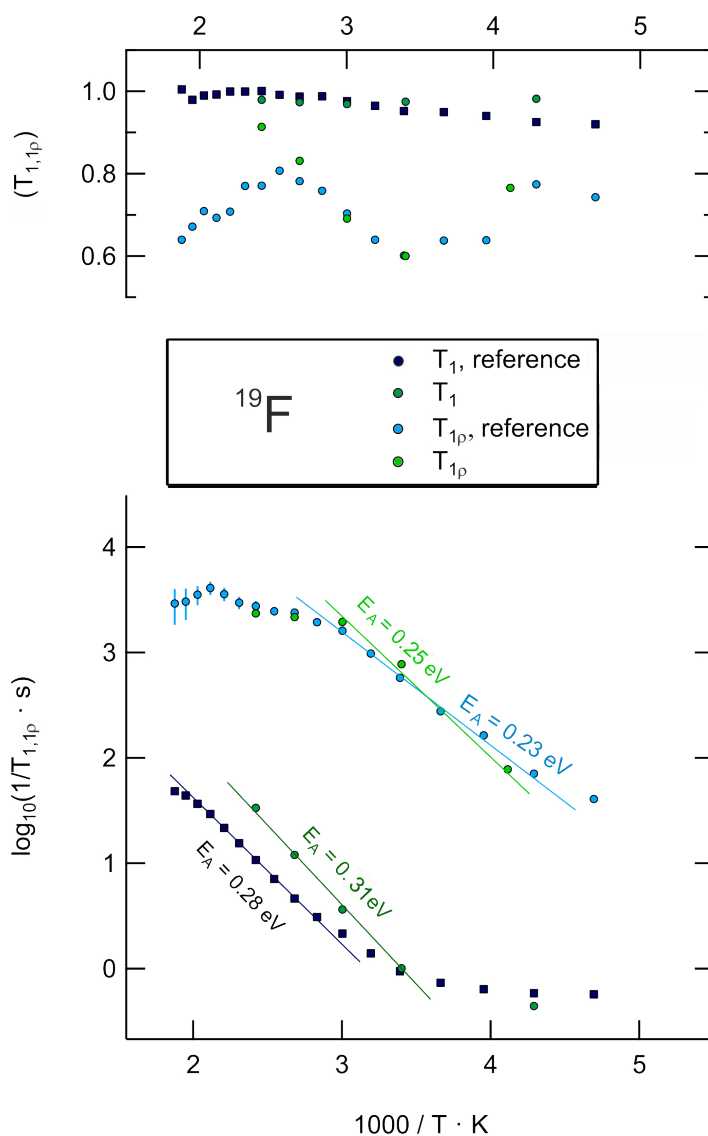 2 3 4 5
1.0
0.8
0.6
(T1,1ρ)
19F
T1, reference
T1
T1ρ, reference
T1ρ
4
3
2
1
0
log10(1/T1,1ρ · s)
EA = 0.25 eV
EA = 0.23 eV
EA = 0.31eV
EA = 0.28 eV
2 3 4 5
1000 / T · K